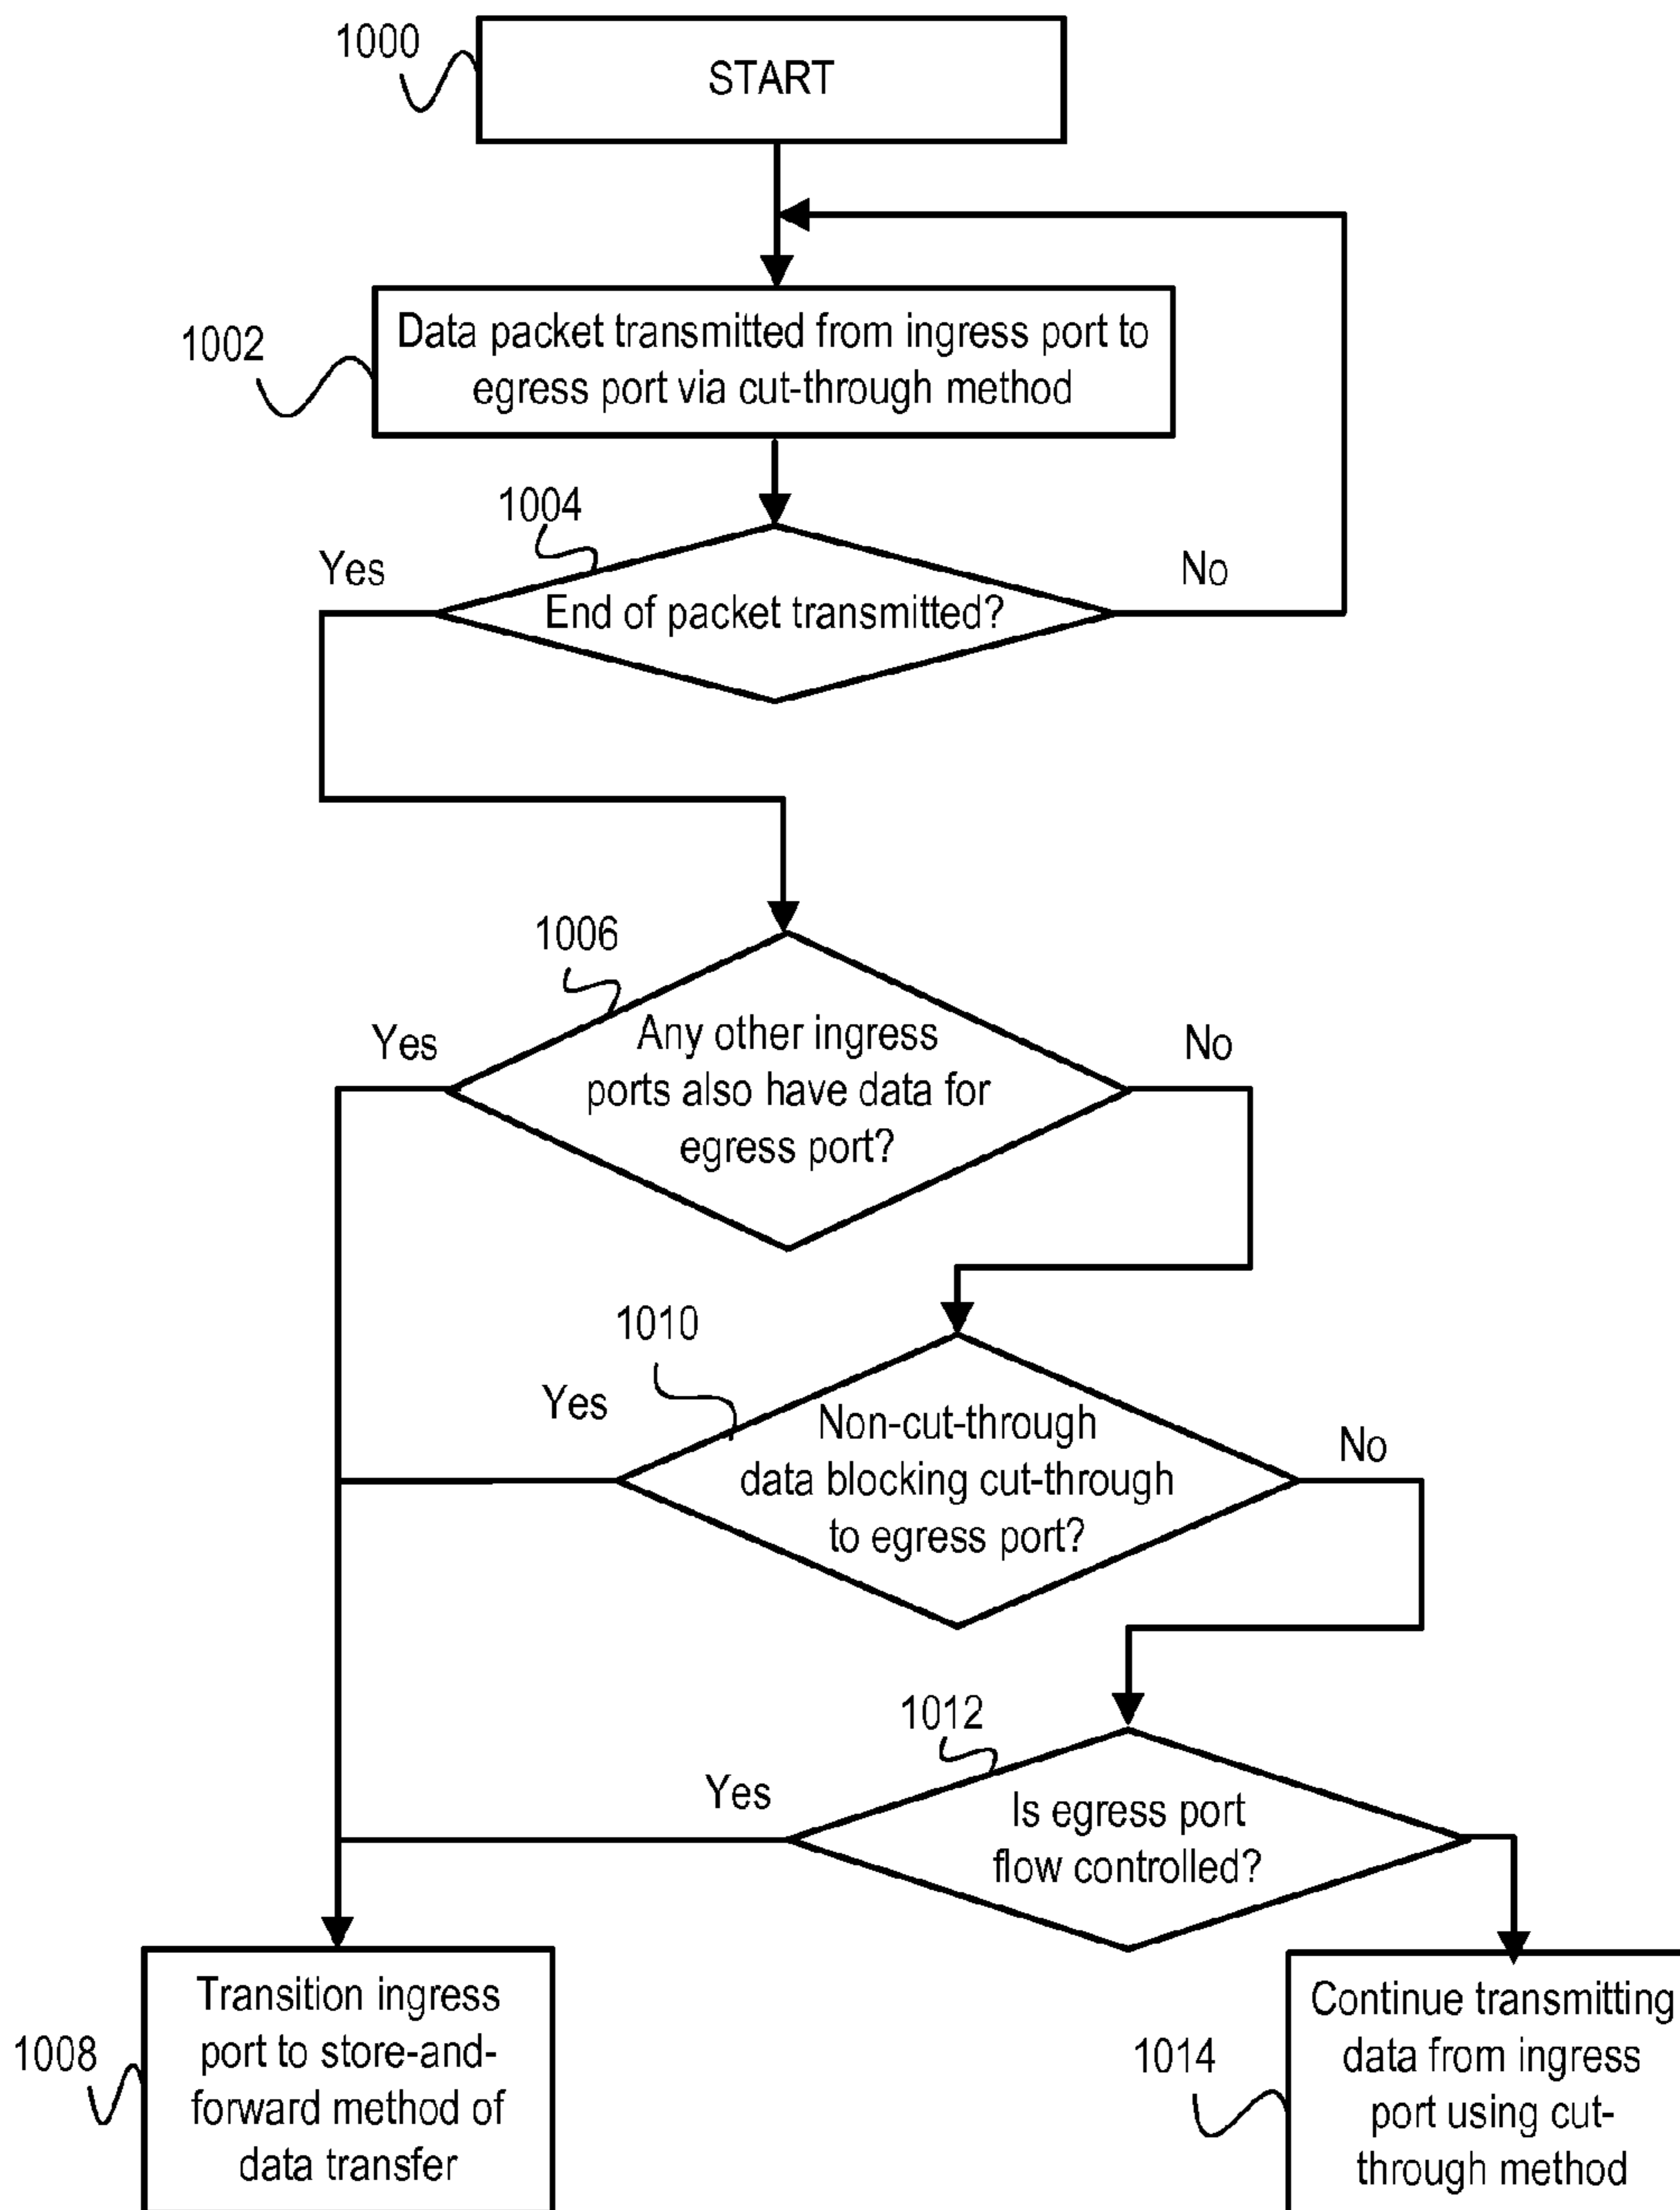 1000
START
1002
Data packet transmitted from ingress port to
egress port via cut-through method
1004
Yes
No
End of packet transmitted?
1006
Yes
No
Any other ingress
ports also have data for
egress port?
1010
Yes
No
Non-cut-through
data blocking cut-through
to egress port?
1012
Yes
Is egress port
flow controlled?
1008
Transition ingress
port to store-and-
forward method of
data transfer
1014
Continue transmitting
data from ingress
port using cut-
through method